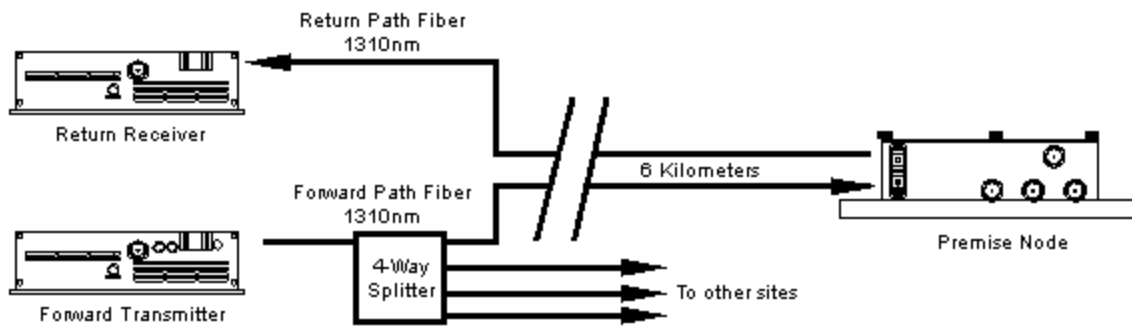 Return Path Fiber
1310nm
Return Receiver
6 Kilometers
Forward Path Fiber
1310nm
Premise Node
4-Way
Splitter
To other sites
Forward Transmitter